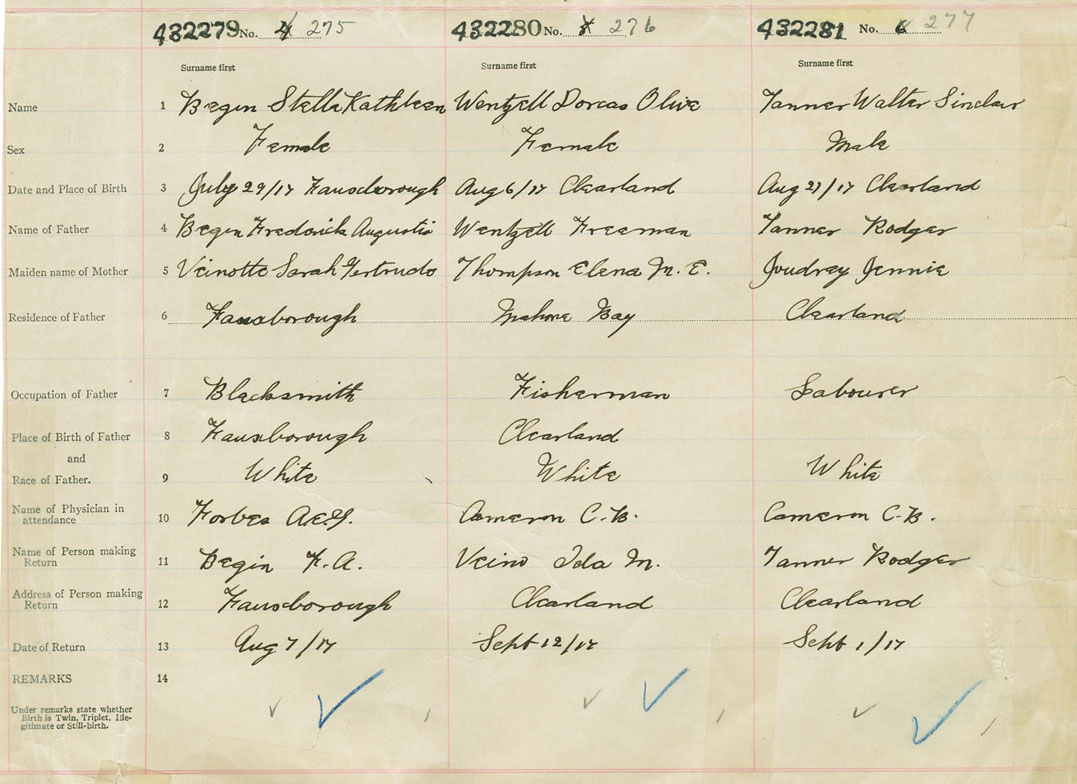 432279 No. 4 275 432280 No. 5 276 432281 No. 6 277
Surname first Surname first Surname first
Name 1 Begin Stella Kathleen Wentzell Dorcas Olive Tanner Walter Sinclair
Sex 2 Female Female Male
Date and Place of Birth 3 July 29/17 Fauxborough Aug 6/17 Clearland Aug 27/17 Clearland
Name of Father 4 Begin Fredrick Wentzell Freeman Tanner Rodger
Maiden name of Mother 5 Veinotte Sarah Gertrude Thompson Elena M. E. Joudrey Jennie
Residence of Father 6 Fauxborough Mahone Bay Clearland
Occupation of Father 7 Blacksmith Fisherman Labourer
Place of Birth of Father 8 Fauxborough Clearland
and
Race of Father. 9 White White White
Name of Physician in
attendance 10 Forbes A.E.G. Cameron C.B. Cameron C.B.
Name of Person making
Return 11 Begin F.A. Veino Ida M. Tanner Rodger
Address of Person making
Return 12 Fauxborough Clearland Clearland
Date of Return 13 Aug 7/17 Sept 12/17 Sept 1/17
REMARKS 14
Under remarks state whether
Birth is Twin, Triplet, Ille-
gitimate or Still-birth.